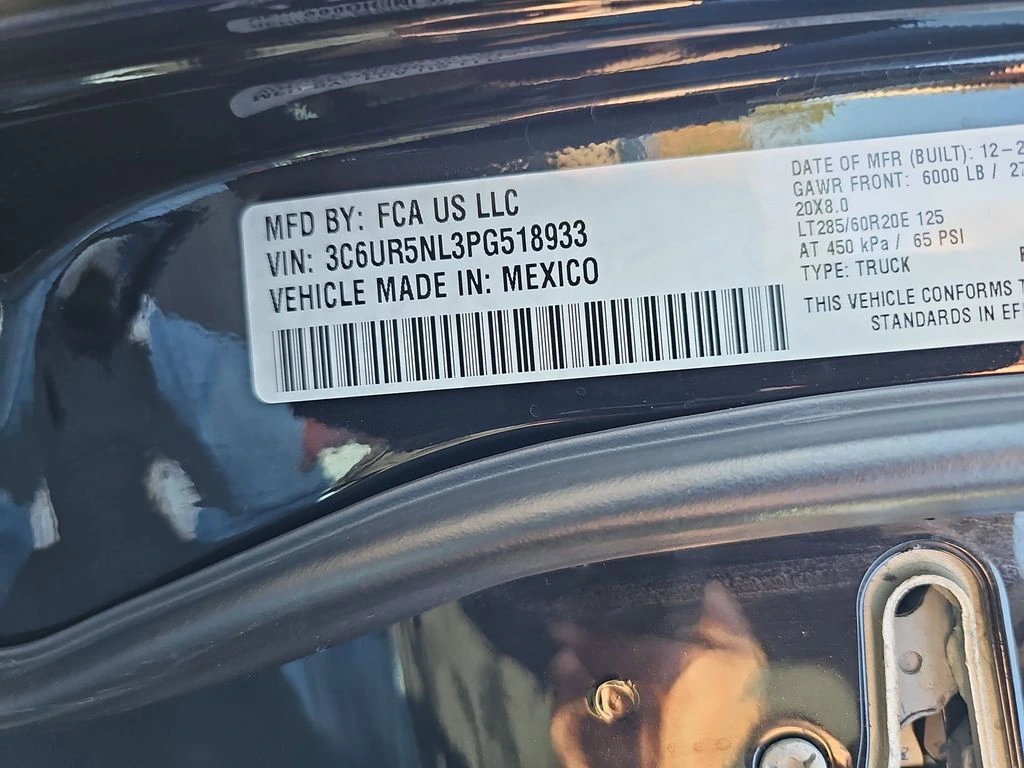 MFD BY: FCA US LLC
VIN: 3C6UR5NL3PG518933
VEHICLE MADE IN: MEXICO
DATE OF MFR (BUILT): 12-2
GAWR FRONT: 6000 LB / 27
20X8.0
LT285/60R20E 125
AT 450 kPa / 65 PSI
TYPE: TRUCK
THIS VEHICLE CONFORMS
STANDARDS IN EF